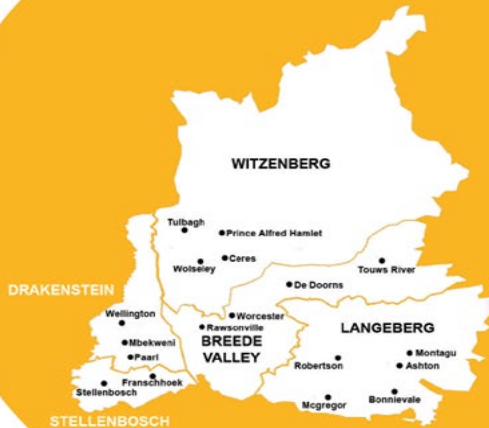 WITZENBERG
Tulbagh
Prince Alfred Hamlet
Ceres
Wolseley
Touws River
De Doorns
DRAKENSTEIN
Wellington
Worcester
Rawsonville
BREEDE
VALLEY
LANGEBERG
Mbekweni
Paarl
Montagu
Robertson
Ashton
Franschhoek
Stellenbosch
Mcgregor
Bonnievale
STELLENBOSCH